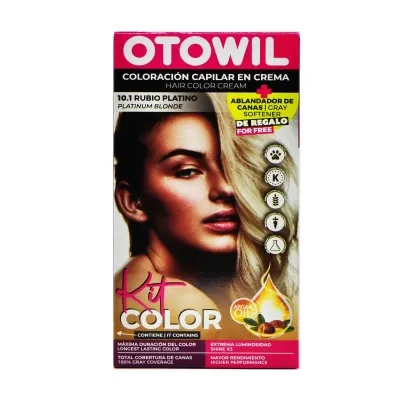 OTOWIL
COLORACIÓN CAPILAR EN CREMA
HAIR COLOR CREAM
10.1 RUBIO PLATINO
PLATINUM BLONDE
+
ABLANDADOR DE
CANAS | GRAY
SOFTENER
DE REGALO
FOR FREE
K
ARGAN
OIL
Kit
COLOR
CONTIENE | IT CONTAINS
MÁXIMA DURACIÓN DEL COLOR
LONGEST LASTING COLOR
EXTREMA LUMINOSIDAD
SHINE X3
TOTAL COBERTURA DE CANAS
100% GRAY COVERAGE
MAYOR RENDIMIENTO
HIGHER PERFORMANCE